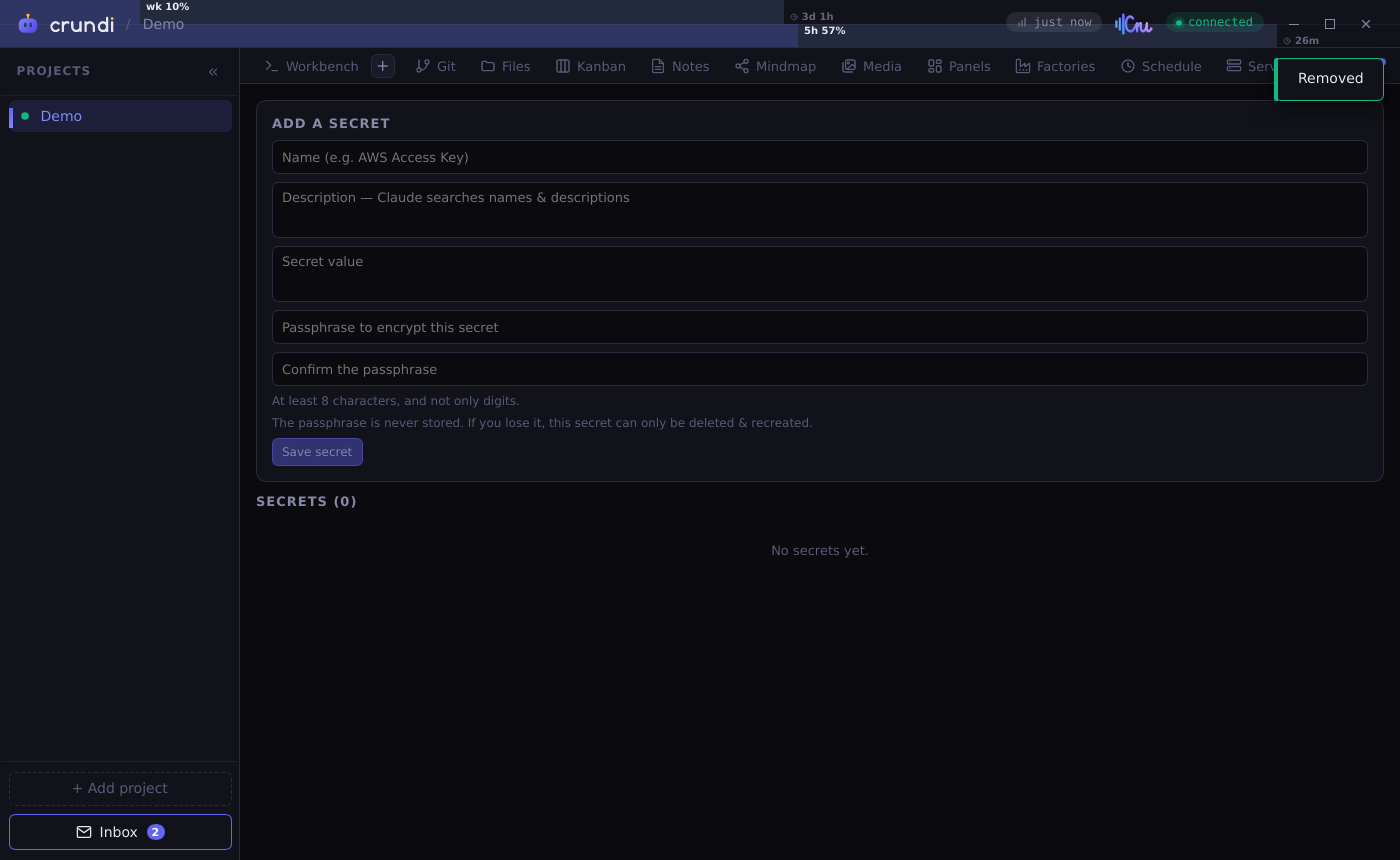 wk 10%
crundi / Demo
3d 1h
5h 57%
just now
Cru
connected
26m
PROJECTS
Workbench
Git
Files
Kanban
Notes
Mindmap
Media
Panels
Factories
Schedule
Removed
Demo
ADD A SECRET
Name (e.g. AWS Access Key)
Description — Claude searches names & descriptions
Secret value
Passphrase to encrypt this secret
Confirm the passphrase
At least 8 characters, and not only digits.
The passphrase is never stored. If you lose it, this secret can only be deleted & recreated.
Save secret
SECRETS (0)
No secrets yet.
+ Add project
Inbox 2